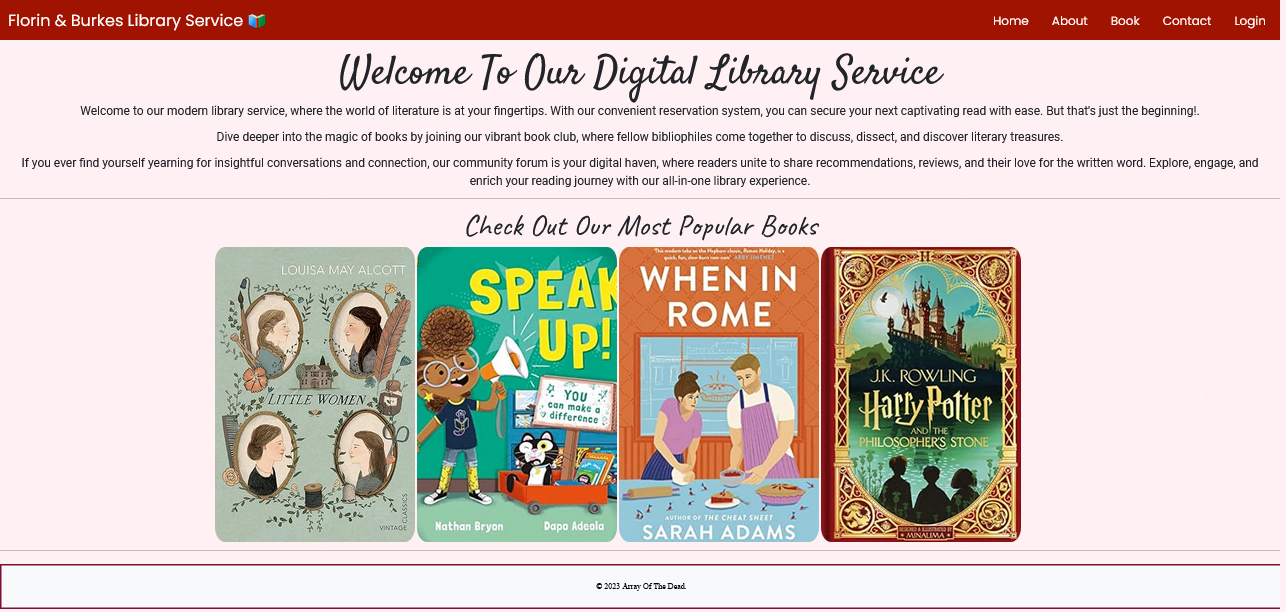 Florin & Burkes Library Service
Home About Book Contact Login
Welcome To Our Digital Library Service
Welcome to our modern library service, where the world of literature is at your fingertips. With our convenient reservation system, you can secure your next captivating read with ease. But that's just the beginning!.
Dive deeper into the magic of books by joining our vibrant book club, where fellow bibliophiles come together to discuss, dissect, and discover literary treasures.
If you ever find yourself yearning for insightful conversations and connection, our community forum is your digital haven, where readers unite to share recommendations, reviews, and their love for the written word. Explore, engage, and
enrich your reading journey with our all-in-one library experience.
Check Out Our Most Popular Books
LOUISA MAY ALCOTT
LITTLE WOMEN
VINTAGE CLASSICS
SPEAK
UP!
YOU
can make a
difference
Nathan Bryon Dapo Adeola
"This modern take on the Hepburn classic, Roman Holiday, is a
quick, fun, slow-burn rom-com" ABBY JIMENEZ
WHEN IN
ROME
AUTHOR OF THE CHEAT SHEET
SARAH ADAMS
J.K. ROWLING
Harry Potter
AND THE
PHILOSOPHER'S STONE
DESIGNED & ILLUSTRATED BY
MINALIMA
© 2023 Array Of The Dead.